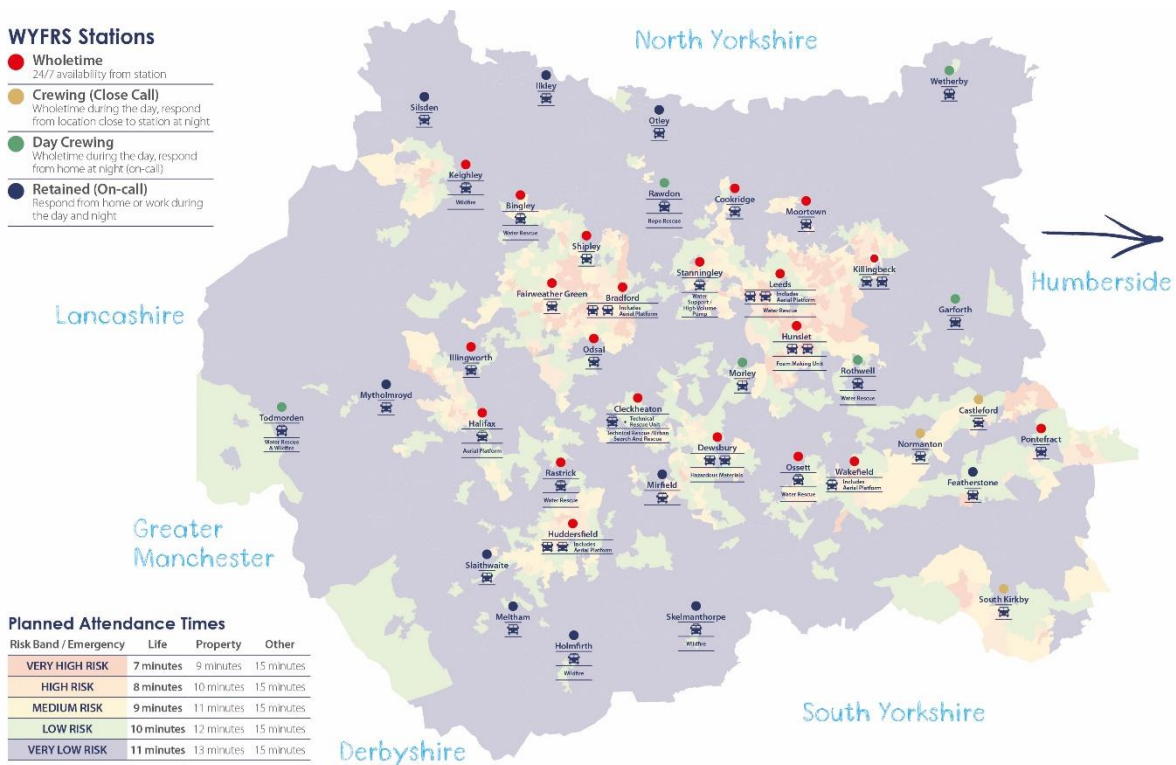 WYFRS Stations
Wholetime
24/7 availability from station
Crewing (Close Call)
Wholetime during the day, respond
from location close to station at night
Day Crewing
Wholetime during the day, respond
from home at night (on-call)
Retained (On-call)
Respond from home or work during
the day and night
North Yorkshire
Humberside
Lancashire
Greater
Manchester
Derbyshire
South Yorkshire
Silsden
Ilkley
Otley
Wetherby
Keighley
Wildfire
Bingley
Water Rescue
Rawdon
Rope Rescue
Cookridge
Moortown
Shipley
Stanningley
Water
Support /
High Volume
Pump
Killingbeck
Fairweather Green
Bradford
Includes
Aerial Platform
Leeds
Includes
Aerial Platform
Water Rescue
Garforth
Hunslet
Foam Making Unit
Odsal
Illingworth
Morley
Rothwell
Water Rescue
Mytholmroyd
Todmorden
Water Rescue
& Wildfire
Halifax
Aerial Platform
Cleckheaton
+ Technical
Rescue Unit
Technical Rescue /Urban
Search And Rescue
Castleford
Normanton
Pontefract
Dewsbury
Hazardous Materials
Rastrick
Water Rescue
Mirfield
Ossett
Water Rescue
Wakefield
Includes
Aerial Platform
Featherstone
Huddersfield
Includes
Aerial Platform
Slaithwaite
Meltham
Holmfirth
Wildfire
Skelmanthorpe
Wildfire
South Kirkby
Planned Attendance Times
Risk Band / Emergency Life Property Other
VERY HIGH RISK 7 minutes 9 minutes 15 minutes
HIGH RISK 8 minutes 10 minutes 15 minutes
MEDIUM RISK 9 minutes 11 minutes 15 minutes
LOW RISK 10 minutes 12 minutes 15 minutes
VERY LOW RISK 11 minutes 13 minutes 15 minutes